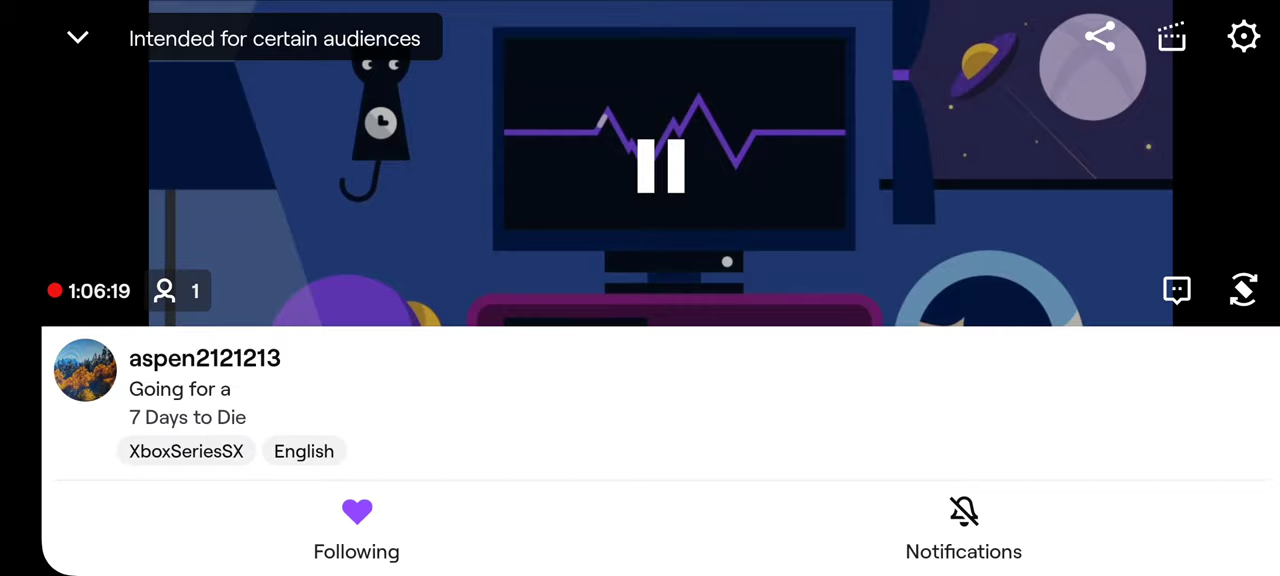 Intended for certain audiences
1:06:19 1
aspen2121213
Going for a
7 Days to Die
XboxSeriesSX English
Following Notifications